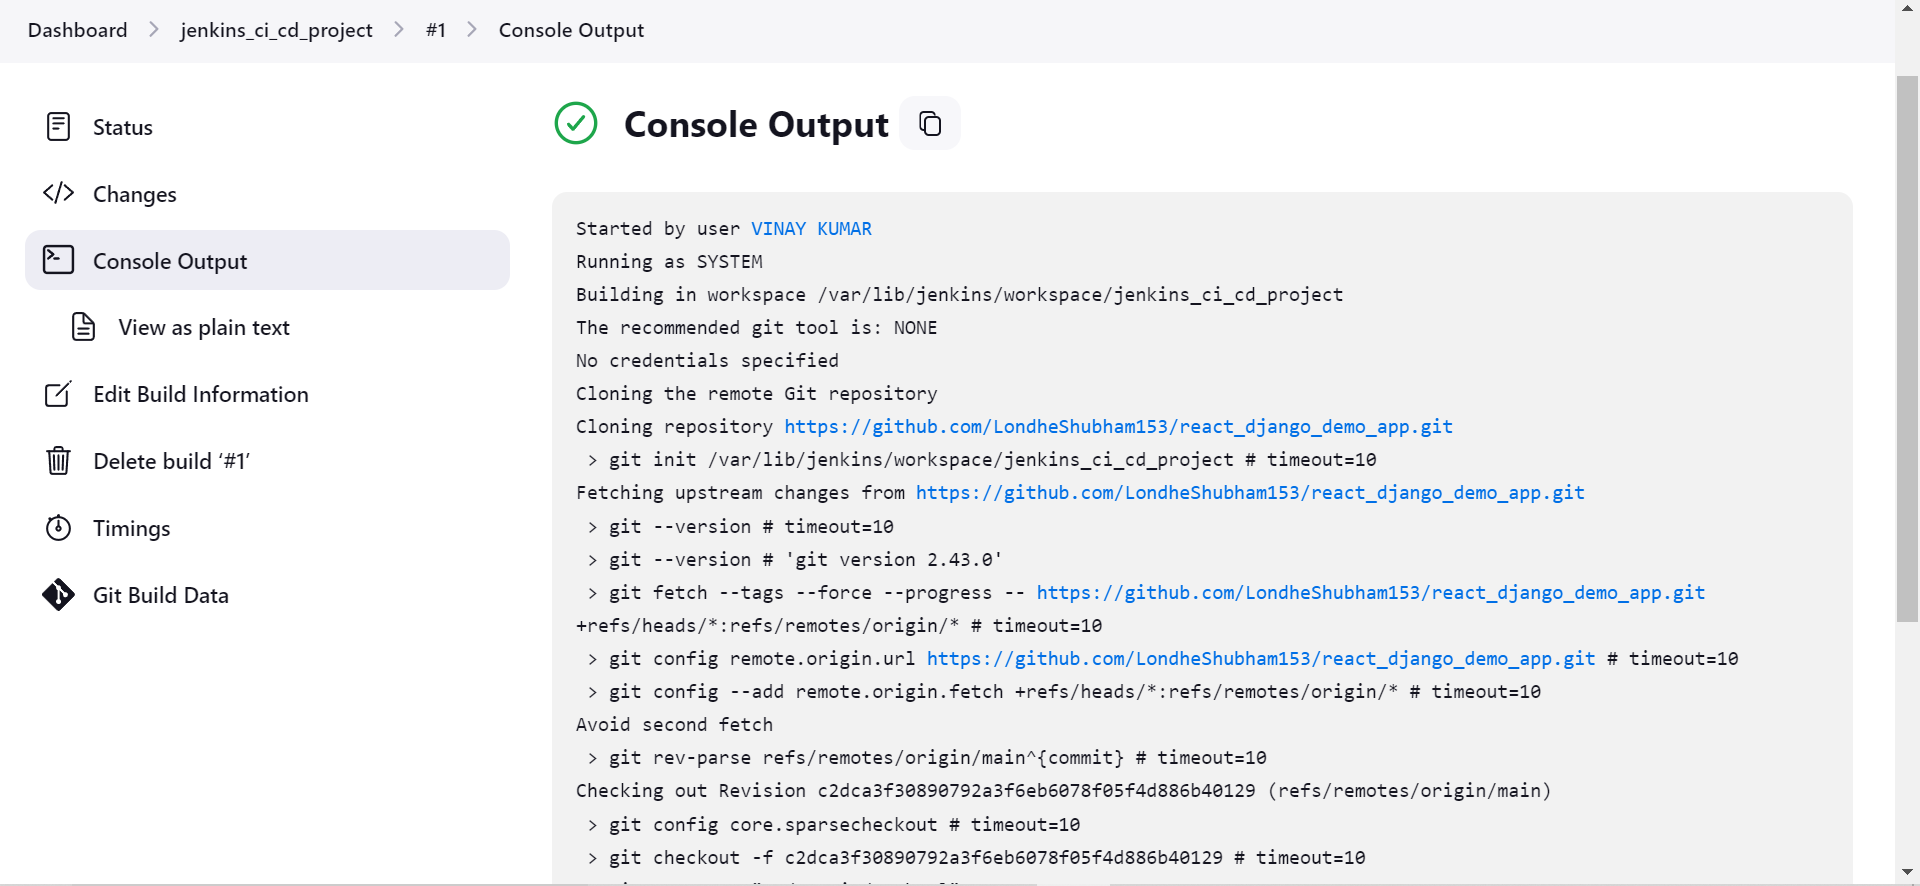 Dashboard > jenkins_ci_cd_project > #1 > Console Output
Status
Changes
Console Output
View as plain text
Edit Build Information
Delete build ‘#1’
Timings
Git Build Data
Console Output
Started by user VINAY KUMAR
Running as SYSTEM
Building in workspace /var/lib/jenkins/workspace/jenkins_ci_cd_project
The recommended git tool is: NONE
No credentials specified
Cloning the remote Git repository
Cloning repository https://github.com/LondheShubham153/react_django_demo_app.git
 > git init /var/lib/jenkins/workspace/jenkins_ci_cd_project # timeout=10
Fetching upstream changes from https://github.com/LondheShubham153/react_django_demo_app.git
 > git --version # timeout=10
 > git --version # 'git version 2.43.0'
 > git fetch --tags --force --progress -- https://github.com/LondheShubham153/react_django_demo_app.git
+refs/heads/*:refs/remotes/origin/* # timeout=10
 > git config remote.origin.url https://github.com/LondheShubham153/react_django_demo_app.git # timeout=10
 > git config --add remote.origin.fetch +refs/heads/*:refs/remotes/origin/* # timeout=10
Avoid second fetch
 > git rev-parse refs/remotes/origin/main^{commit} # timeout=10
Checking out Revision c2dca3f30890792a3f6eb6078f05f4d886b40129 (refs/remotes/origin/main)
 > git config core.sparsecheckout # timeout=10
 > git checkout -f c2dca3f30890792a3f6eb6078f05f4d886b40129 # timeout=10